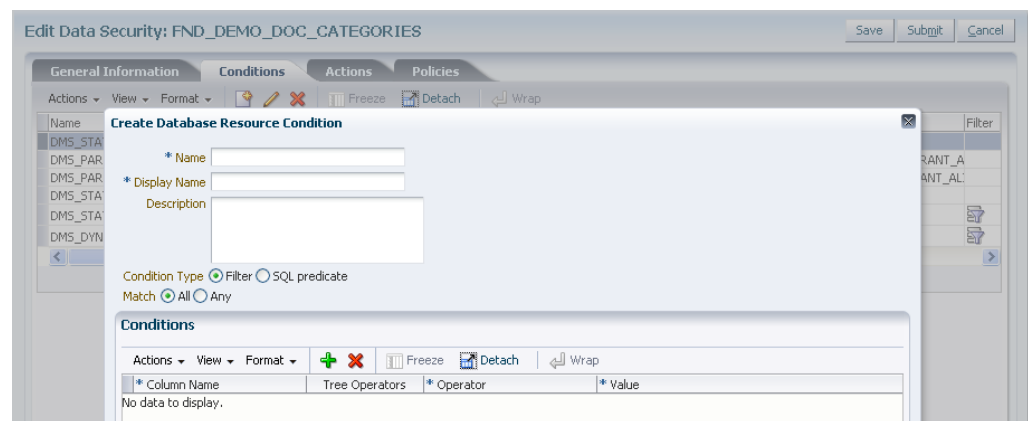 Edit Data Security: FND_DEMO_DOC_CATEGORIES Save Submit Cancel
General Information Conditions Actions Policies
Actions View Format Freeze Detach Wrap
Name Filter
Create Database Resource Condition
DMS_STA
DMS_PAR RANT_A
DMS_PAR ANT_AL
DMS_STA
DMS_STA
DMS_DYN
* Name
* Display Name
Description
Condition Type Filter SQL predicate
Match All Any
Conditions
Actions View Format Freeze Detach Wrap
* Column Name Tree Operators * Operator * Value
No data to display.